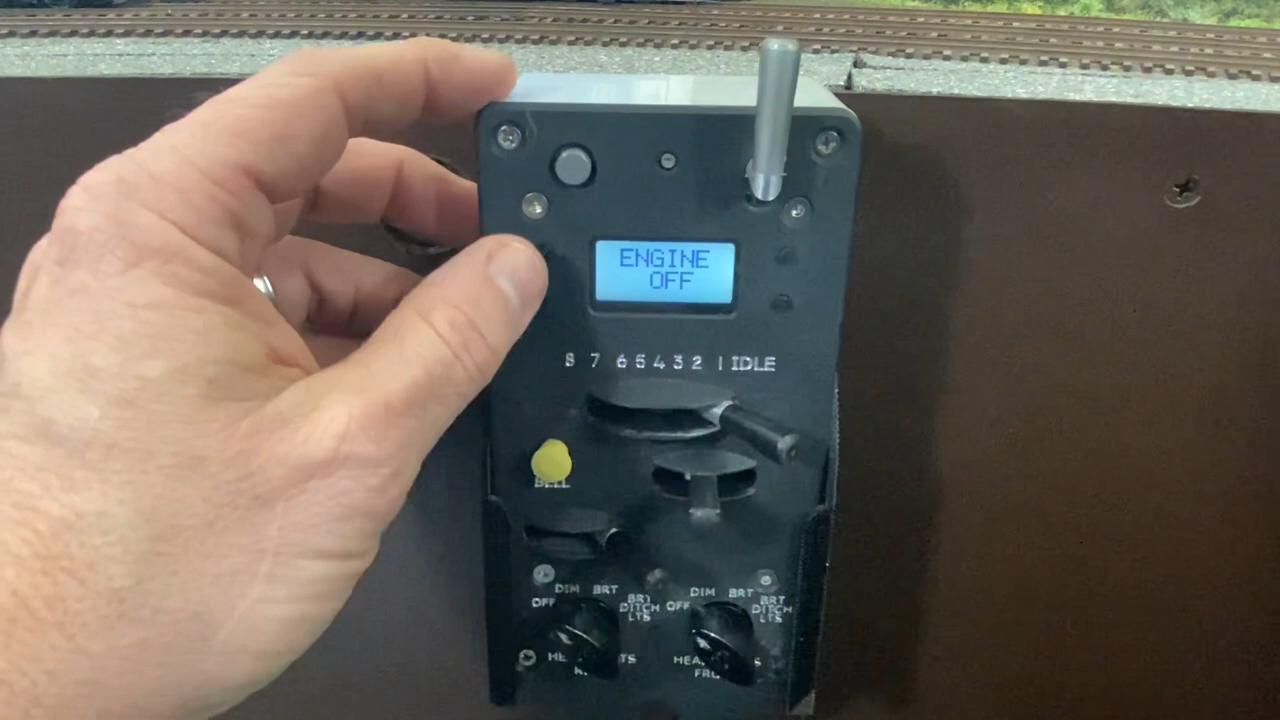 ENGINE
OFF
8 7 6 5 4 3 2 1 IDLE
BELL
OFF DIM BRT BRT DITCH LTS
OFF DIM BRT BRT DITCH LTS